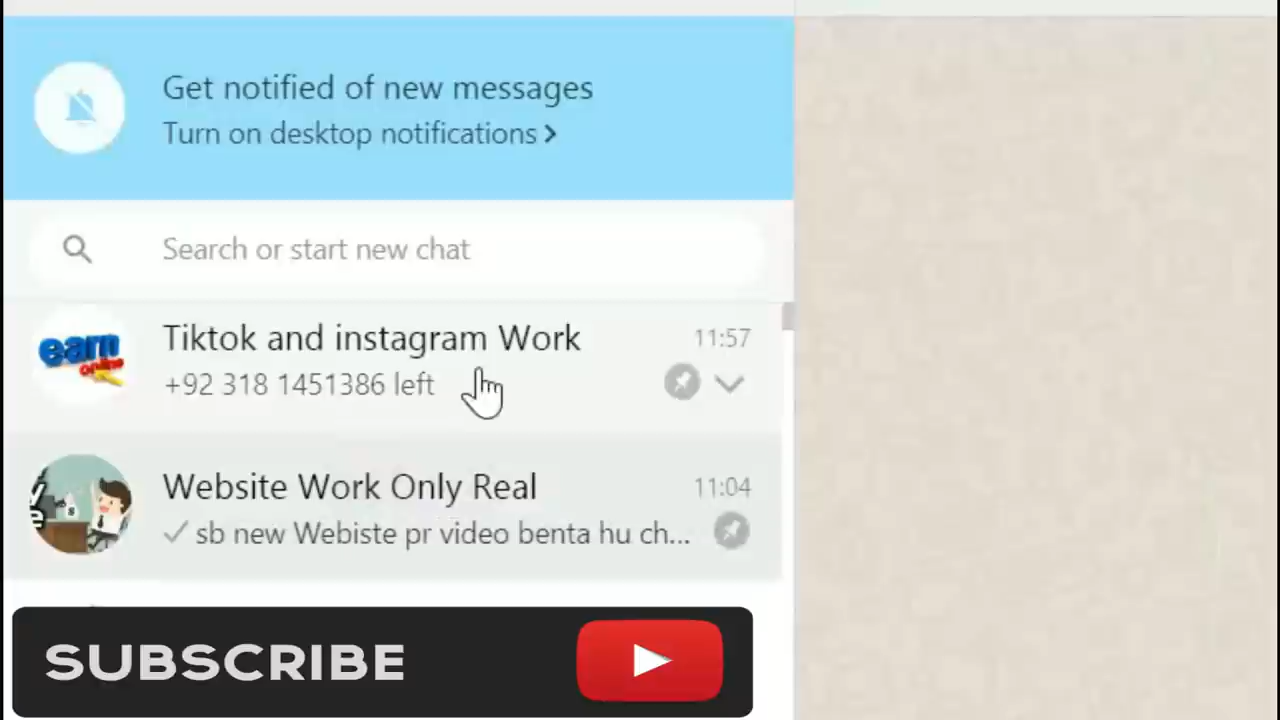 Get notified of new messages
Turn on desktop notifications >
Search or start new chat
Tiktok and instagram Work
11:57
+92 318 1451386 left
earn
online
Website Work Only Real
11:04
sb new Webiste pr video benta hu ch...
SUBSCRIBE